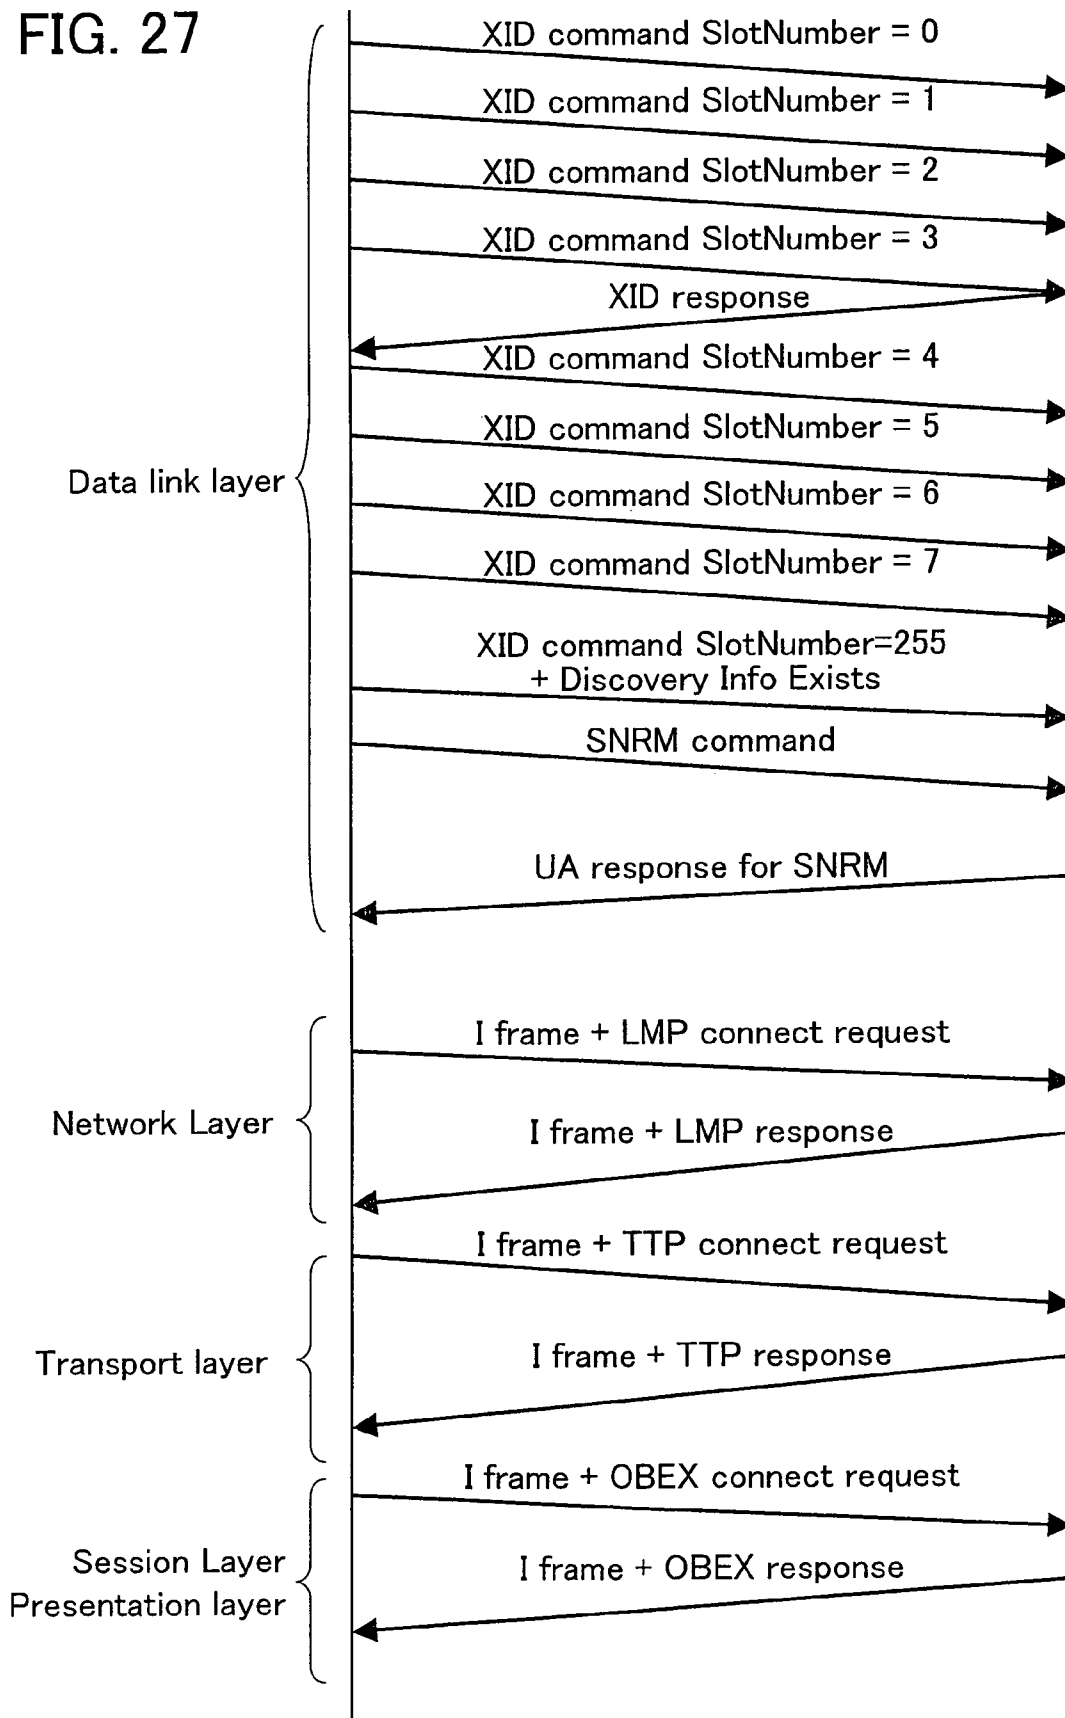 FIG. 27
XID command SlotNumber = 0
XID command SlotNumber = 1
XID command SlotNumber = 2
XID command SlotNumber = 3
XID response
XID command SlotNumber = 4
XID command SlotNumber = 5
Data link layer
XID command SlotNumber = 6
XID command SlotNumber = 7
XID command SlotNumber=255
+ Discovery Info Exists
SNRM command
UA response for SNRM
I frame + LMP connect request
Network Layer
I frame + LMP response
I frame + TTP connect request
Transport layer
I frame + TTP response
I frame + OBEX connect request
Session Layer
Presentation layer
I frame + OBEX response